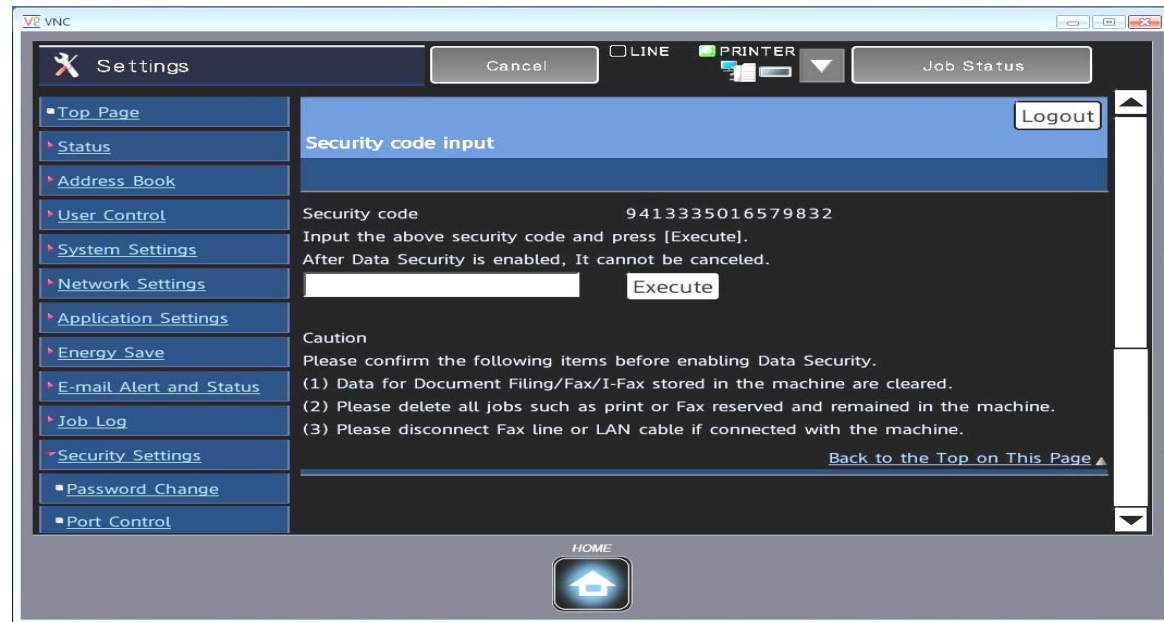 VNC
Settings
Cancel
LINE
PRINTER
Job Status
Top Page
Status
Address Book
User Control
System Settings
Network Settings
Application Settings
Energy Save
E-mail Alert and Status
Job Log
Security Settings
Password Change
Port Control
Logout
Security code input
Security code 9413335016579832
Input the above security code and press [Execute].
After Data Security is enabled, It cannot be canceled.
Execute
Caution
Please confirm the following items before enabling Data Security.
(1) Data for Document Filing/Fax/I-Fax stored in the machine are cleared.
(2) Please delete all jobs such as print or Fax reserved and remained in the machine.
(3) Please disconnect Fax line or LAN cable if connected with the machine.
Back to the Top on This Page
HOME